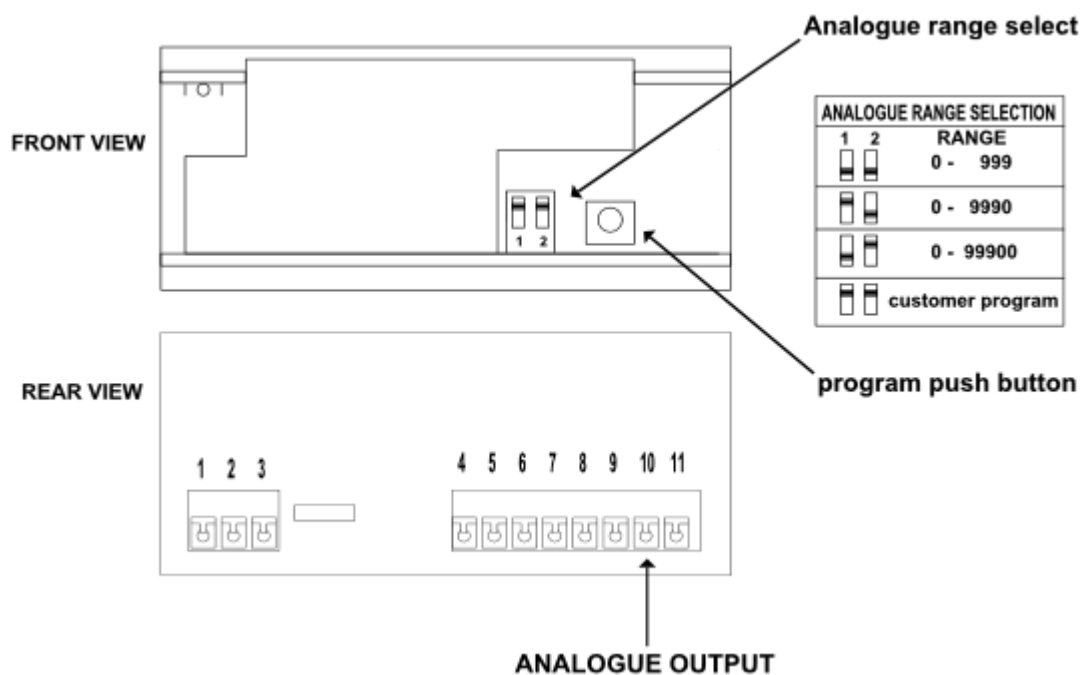 Analogue range select
FRONT VIEW
1 2
ANALOGUE RANGE SELECTION
1 2 RANGE
0 - 999
0 - 9990
0 - 99900
customer program
program push button
REAR VIEW
1 2 3
4 5 6 7 8 9 10 11
ANALOGUE OUTPUT